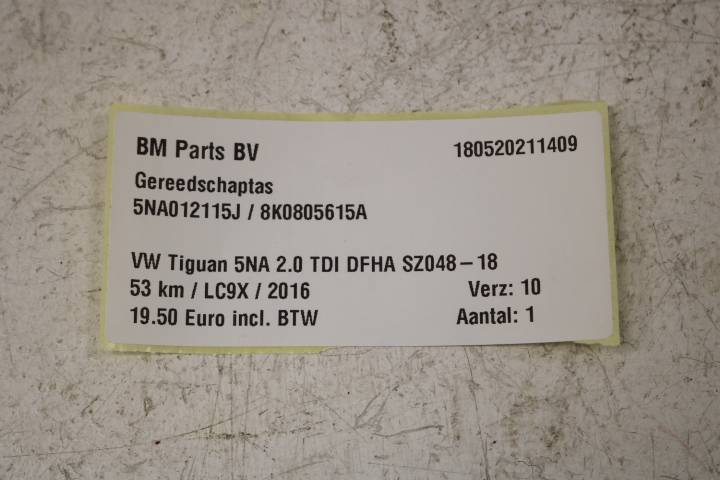 BM Parts BV 180520211409
Gereedschaptas
5NA012115J / 8K0805615A
VW Tiguan 5NA 2.0 TDI DFHA SZ048-18
53 km / LC9X / 2016 Verz: 10
19.50 Euro incl. BTW Aantal: 1